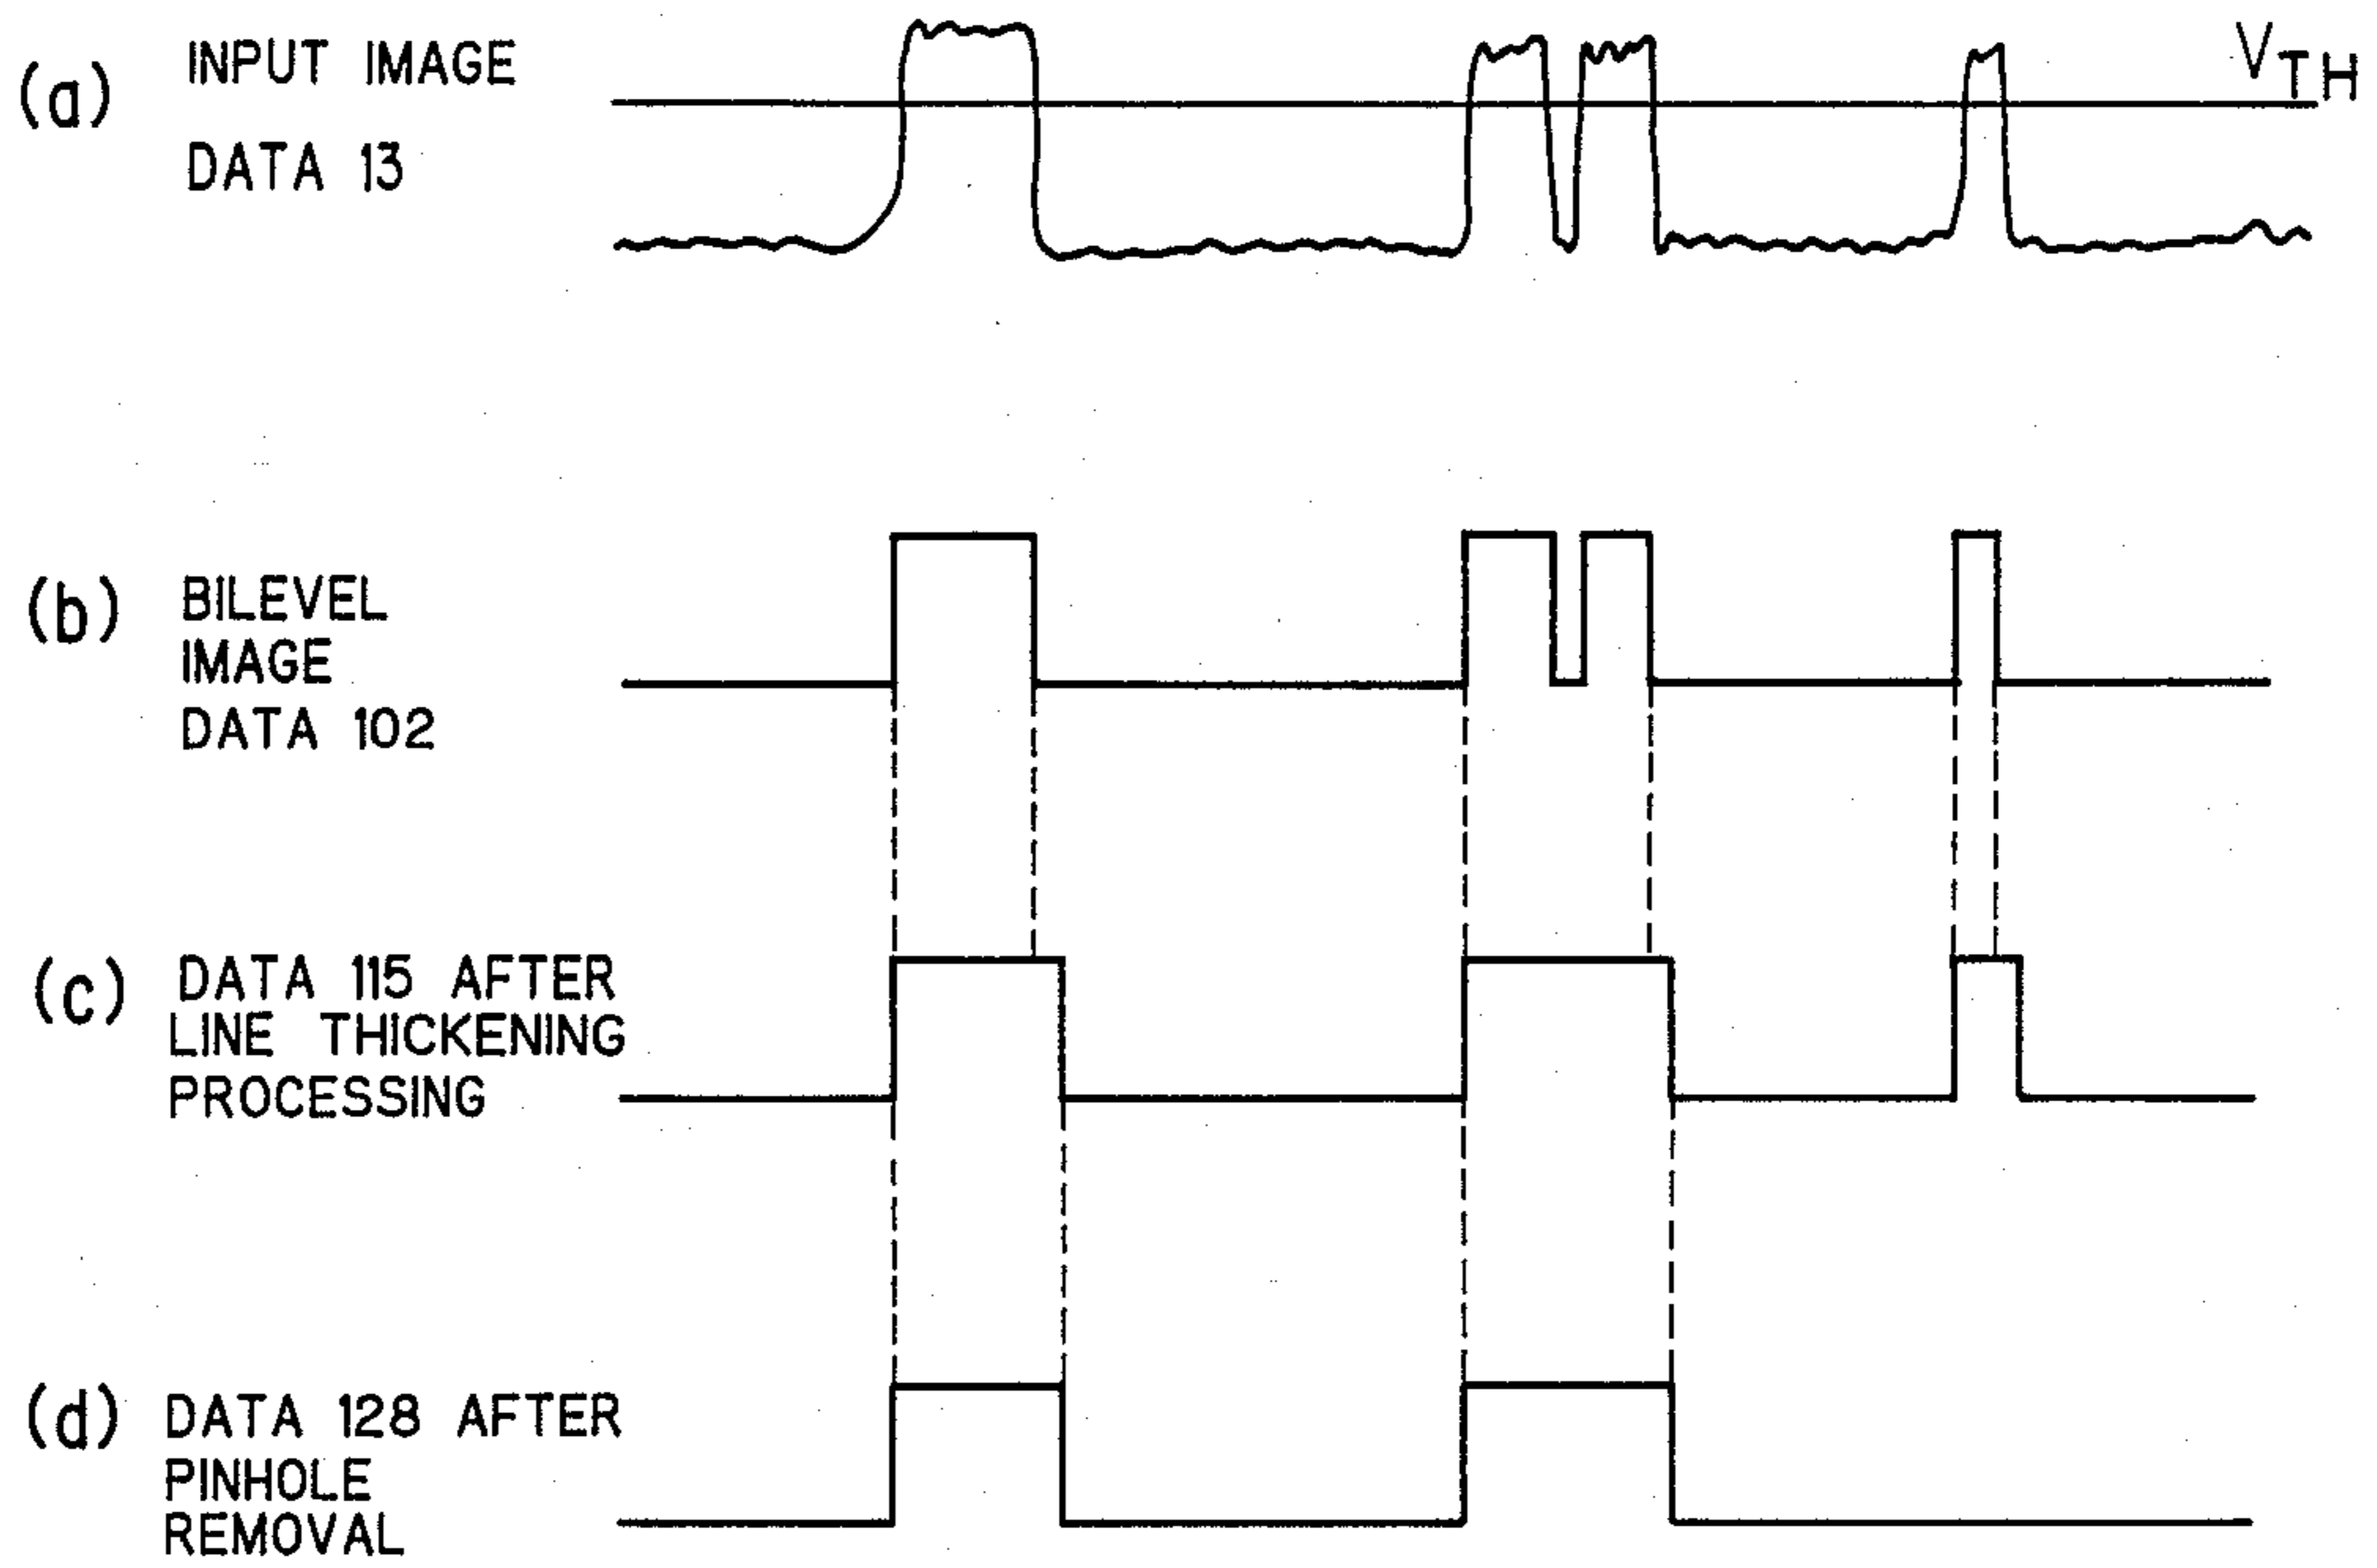 (a) INPUT IMAGE
DATA 13
V_TH
(b) BILEVEL
IMAGE
DATA 102
(c) DATA 115 AFTER
LINE THICKENING
PROCESSING
(d) DATA 128 AFTER
PINHOLE
REMOVAL